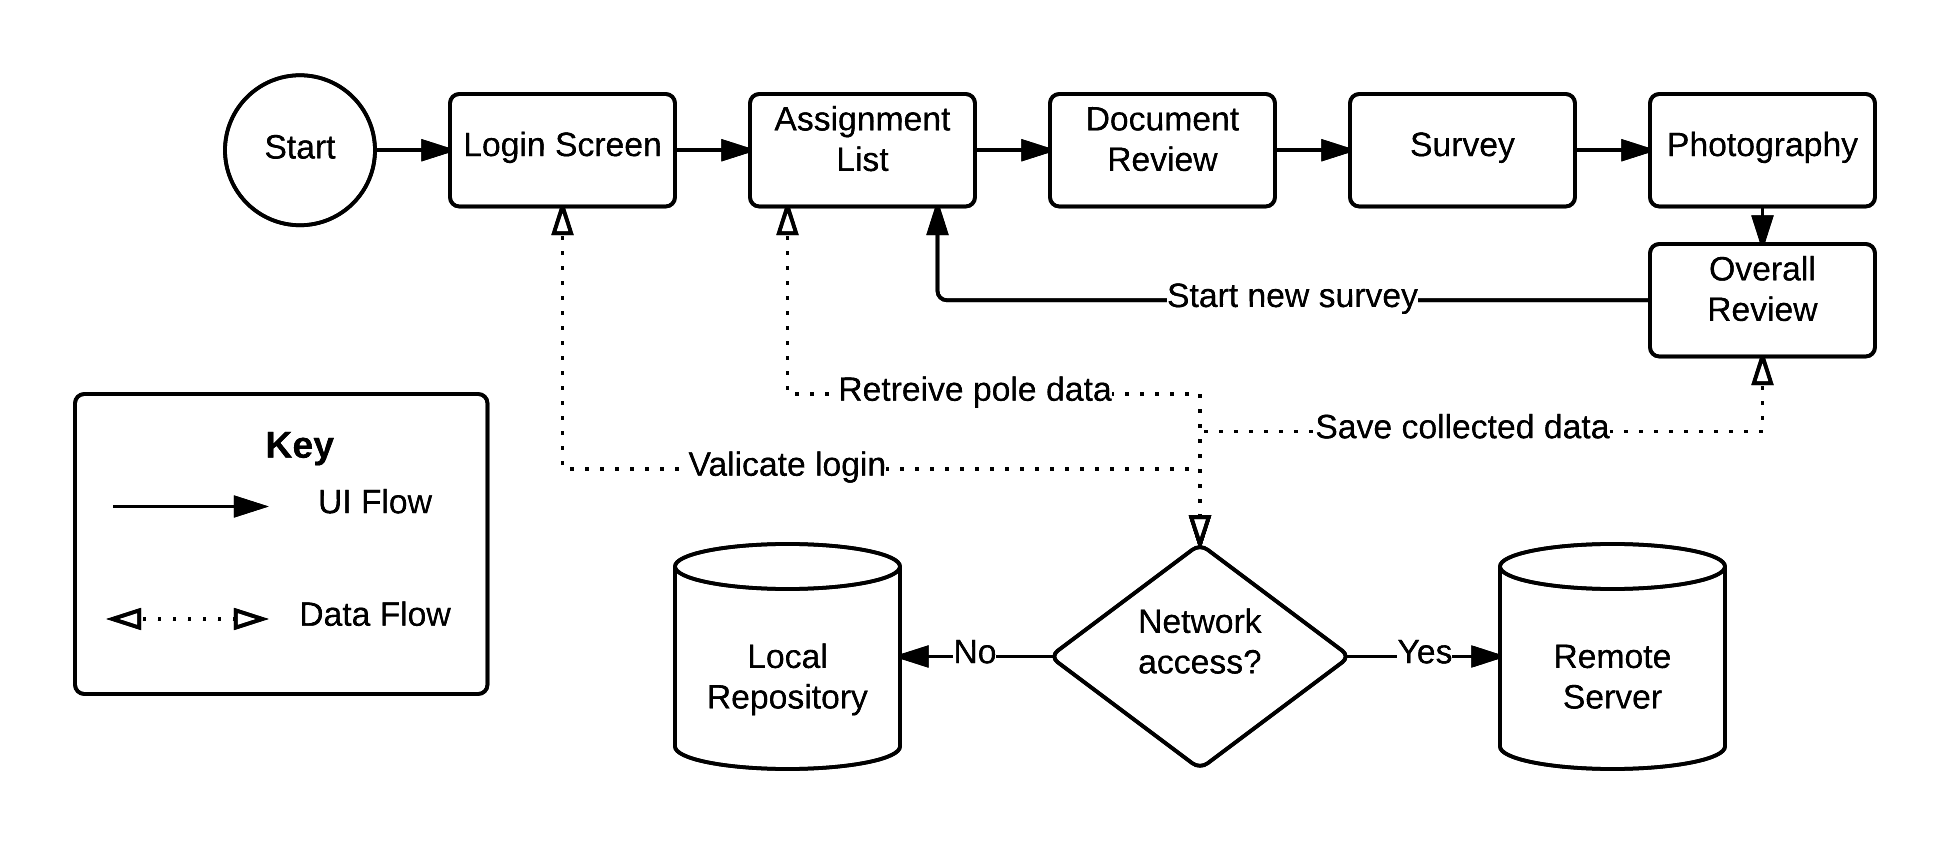 Start
Login Screen
Assignment
List
Document
Review
Survey
Photography
Overall
Review
Start new survey
Retreive pole data
Save collected data
Valicate login
Key
UI Flow
Data Flow
Local
Repository
No
Network
access?
Yes
Remote
Server